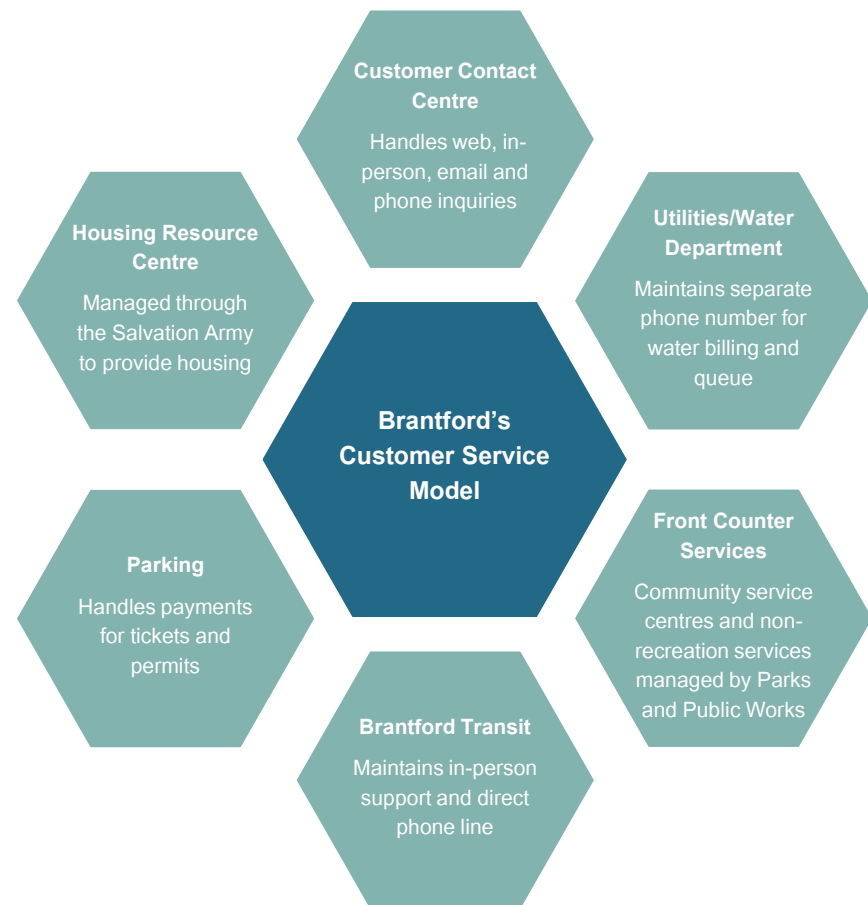 Customer Contact
Centre
Handles web, in-
person, email and
phone inquiries
Housing Resource
Centre
Managed through
the Salvation Army
to provide housing
Utilities/Water
Department
Maintains separate
phone number for
water billing and
queue
Brantford’s
Customer Service
Model
Parking
Handles payments
for tickets and
permits
Front Counter
Services
Community service
centres and non-
recreation services
managed by Parks
and Public Works
Brantford Transit
Maintains in-person
support and direct
phone line